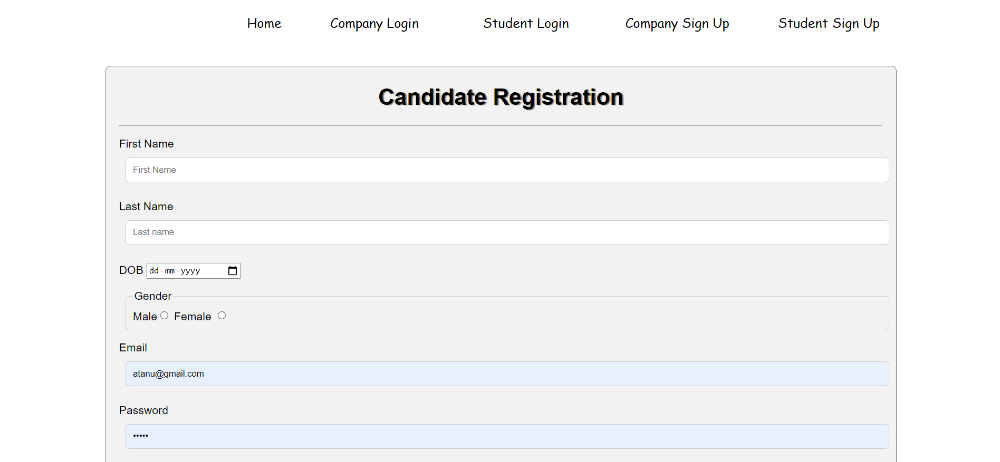 Home Company Login Student Login Company Sign Up Student Sign Up
Candidate Registration
First Name
First Name
Last Name
Last name
DOB dd-mm-yyyy
Gender
Male Female
Email
atanu@gmail.com
Password
•••••